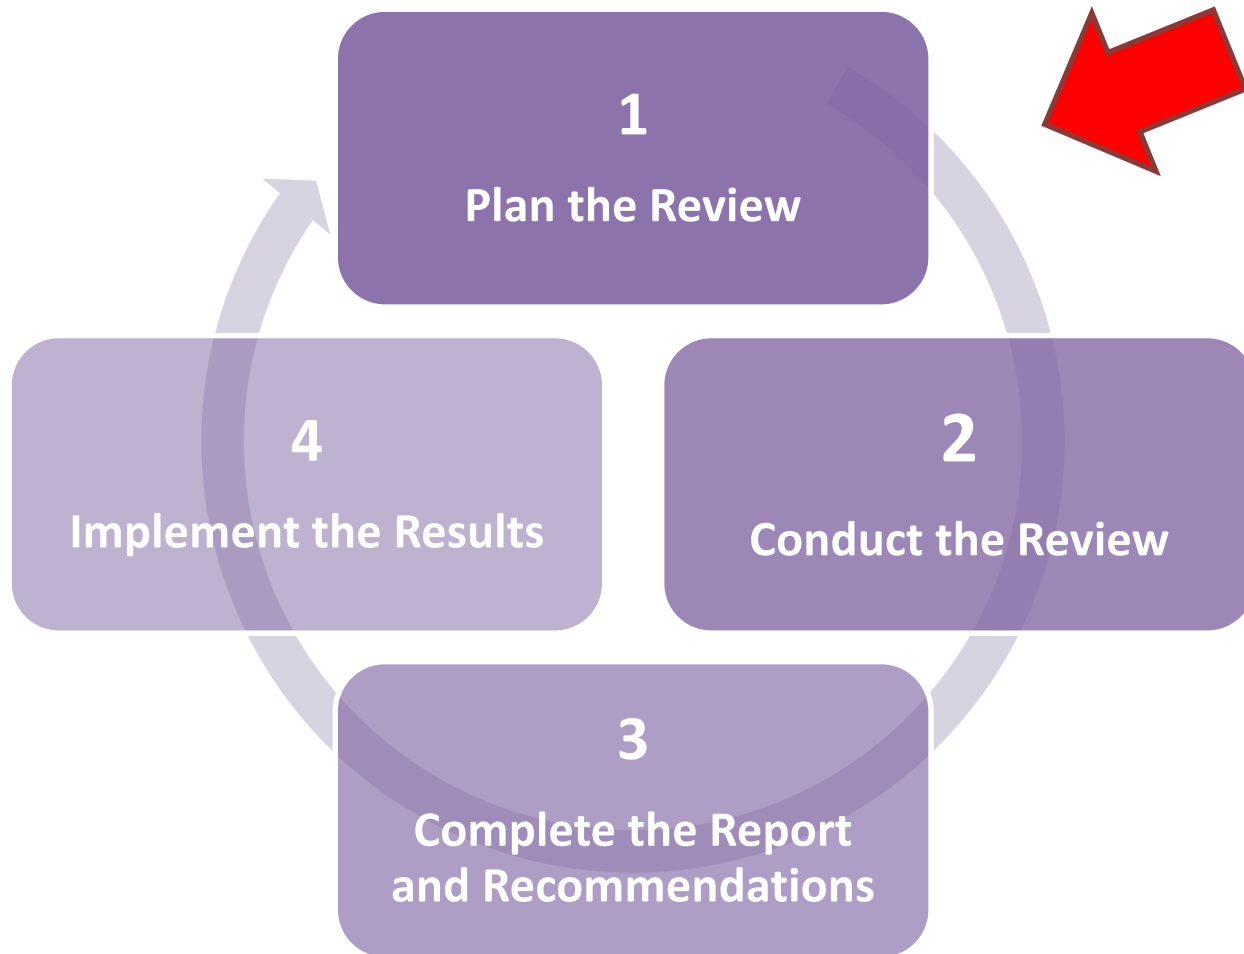 1
Plan the Review
2
Conduct the Review
3
Complete the Report
and Recommendations
4
Implement the Results